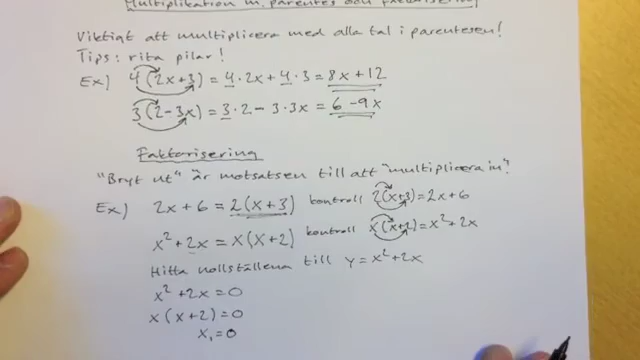 Multiplikation m. parentes och faktorisering
Viktigt att multiplicera med alla tal i parentesen!
Tips: rita pilar!
Ex) 4(2x+3) = 4·2x + 4·3 = 8x + 12
3(2-3x) = 3·2 - 3·3x = 6 - 9x
Faktorisering
"Bryt ut" är motsatsen till att "multiplicera in".
Ex) 2x + 6 = 2(x+3) kontroll 2(x+3) = 2x+6
x² + 2x = x(x+2) kontroll x(x+2) = x² + 2x
Hitta nollställena till y = x² + 2x
x² + 2x = 0
x(x+2) = 0
x₁ = 0